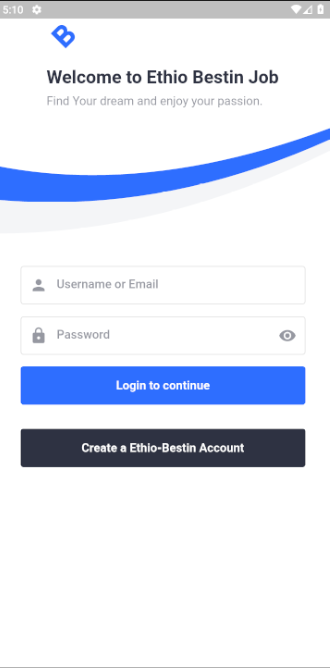 5:10
Welcome to Ethio Bestin Job
Find Your dream and enjoy your passion.
Username or Email
Password
Login to continue
Create a Ethio-Bestin Account